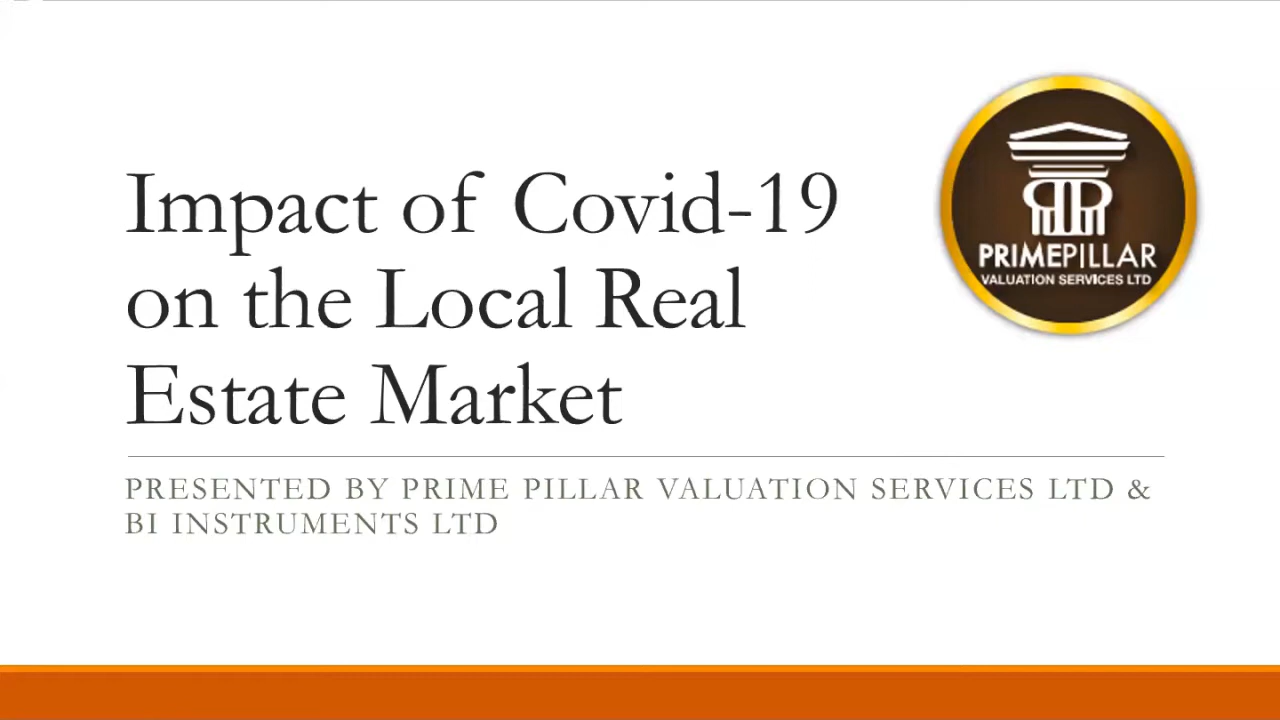 Impact of Covid-19
on the Local Real
Estate Market
PRIMEPILLAR
VALUATION SERVICES LTD
PRESENTED BY PRIME PILLAR VALUATION SERVICES LTD &
BI INSTRUMENTS LTD